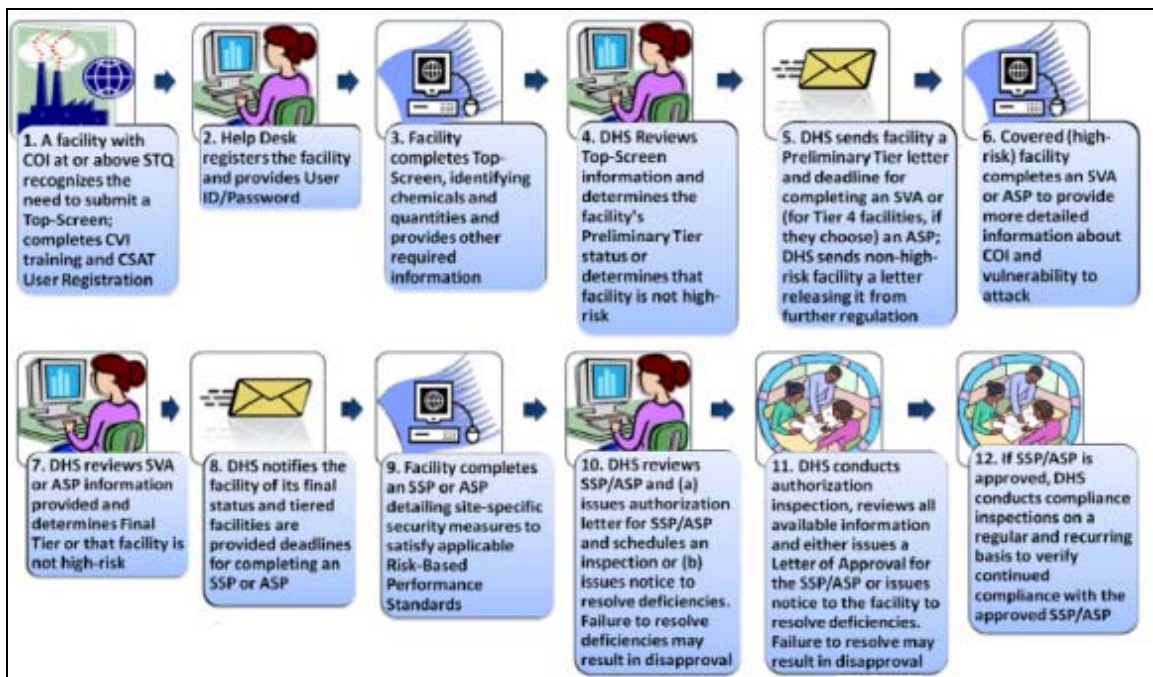 1. A facility with
COI at or above STQ
recognizes the
need to submit a
Top-Screen;
completes CVI
training and CSAT
User Registration
2. Help Desk
registers the facility
and provides User
ID/Password
3. Facility
completes Top-
Screen, identifying
chemicals and
quantities and
provides other
required
information
4. DHS Reviews
Top-Screen
information and
determines the
facility's
Preliminary Tier
status or
determines that
facility is not high-
risk
5. DHS sends facility a
Preliminary Tier letter
and deadline for
completing an SVA or
(for Tier 4 facilities, if
they choose) an ASP;
DHS sends non-high-
risk facility a letter
releasing it from
further regulation
6. Covered (high-
risk) facility
completes an SVA
or ASP to provide
more detailed
information about
COI and
vulnerability to
attack
7. DHS reviews SVA
or ASP information
provided and
determines Final
Tier or that facility is
not high-risk
8. DHS notifies the
facility of its final
status and tiered
facilities are
provided deadlines
for completing an
SSP or ASP
9. Facility completes
an SSP or ASP
detailing site-specific
security measures to
satisfy applicable
Risk-Based
Performance
Standards
10. DHS reviews
SSP/ASP and (a)
issues authorization
letter for SSP/ASP
and schedules an
inspection or (b)
issues notice to
resolve deficiencies.
Failure to resolve
deficiencies may
result in disapproval
11. DHS conducts
authorization
inspection, reviews all
available information
and either issues a
Letter of Approval for
the SSP/ASP or issues
notice to the facility to
resolve deficiencies.
Failure to resolve may
result in disapproval
12. If SSP/ASP is
approved, DHS
conducts compliance
inspections on a
regular and recurring
basis to verify
continued
compliance with the
approved SSP/ASP